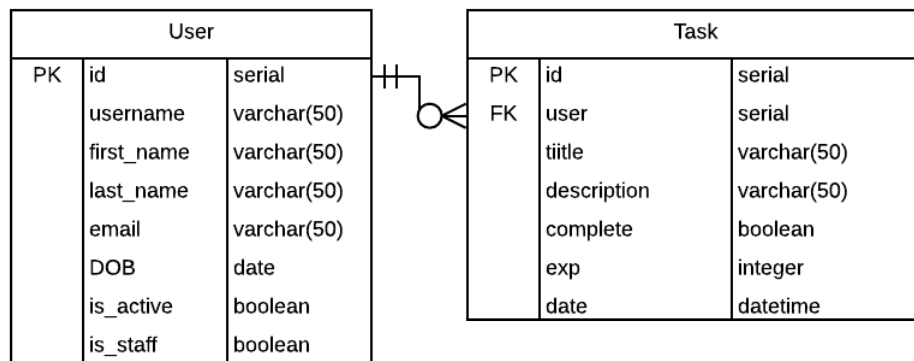 User
PK id serial
username varchar(50)
first_name varchar(50)
last_name varchar(50)
email varchar(50)
DOB date
is_active boolean
is_staff boolean
Task
PK id serial
FK user serial
tiitle varchar(50)
description varchar(50)
complete boolean
exp integer
date datetime